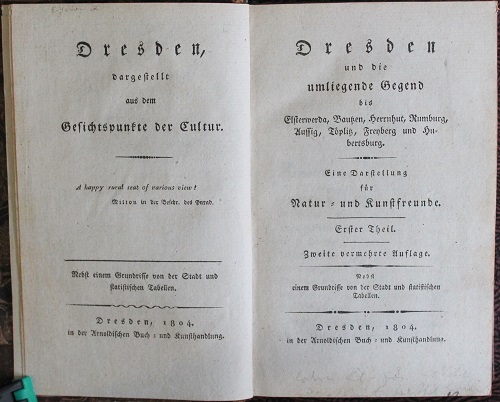 Dresden,
dargestellt
aus dem
Gesichtspunkte der Cultur.
A happy rural seat of various view!
Milton in der Beschr. des Parad.
Nebst einem Grundrisse von der Stadt und
statistischen Tabellen.
Dresden, 1804.
in der Arnoldischen Buch- und Kunsthandlung.
Dresden
und die
umliegende Gegend
bis
Elsterwerda, Bautzen, Herrnhut, Rumburg,
Aussig, Töplitz, Freyberg und Hu-
bertsburg.
Eine Darstellung
für
Natur- und Kunstfreunde.
Erster Theil.
Zweite vermehrte Auflage.
Nebst
einem Grundrisse von der Stadt und statistischen
Tabellen.
Dresden, 1804.
in der Arnoldischen Buch- und Kunsthandlung.